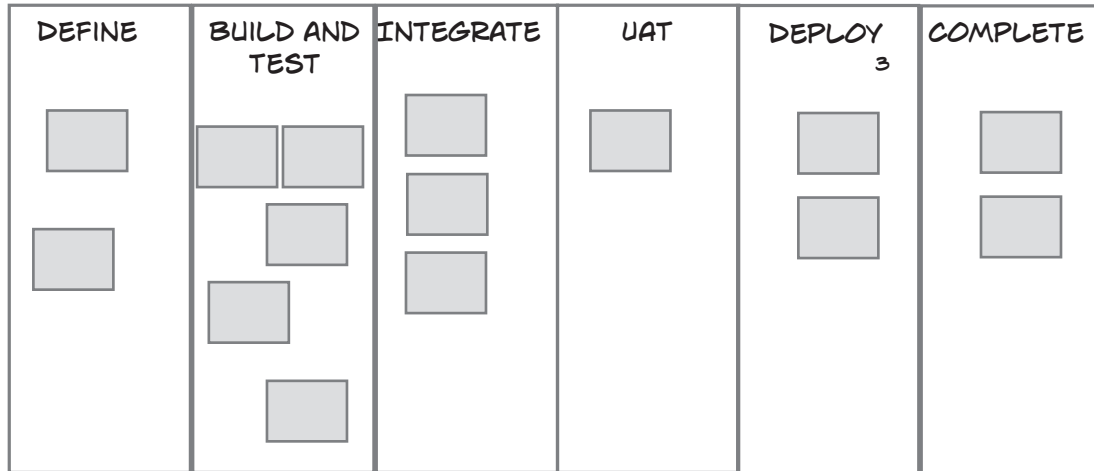 DEFINE
BUILD AND
TEST
INTEGRATE
UAT
DEPLOY
3
COMPLETE